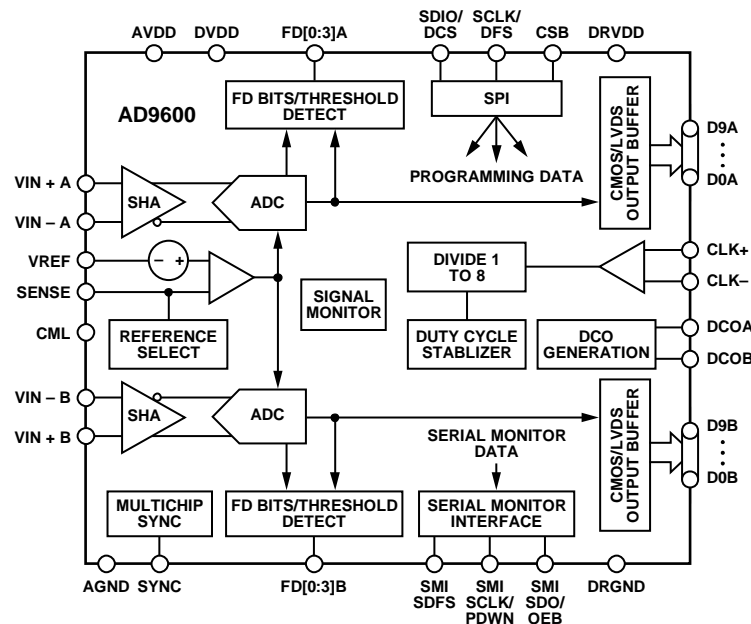 AVDD DVDD FD[0:3]A SDIO/ DCS SCLK/ DFS CSB DRVDD
AD9600
FD BITS/THRESHOLD
DETECT
SPI
PROGRAMMING DATA
CMOS/LVDS
OUTPUT BUFFER
D9A
D0A
VIN + A
VIN – A
SHA
ADC
VREF
SENSE
– +
CML
REFERENCE
SELECT
SIGNAL
MONITOR
DIVIDE 1
TO 8
DUTY CYCLE
STABLIZER
DCO
GENERATION
CLK+
CLK–
DCOA
DCOB
VIN – B
VIN + B
SHA
ADC
SERIAL MONITOR
DATA
CMOS/LVDS
OUTPUT BUFFER
D9B
D0B
MULTICHIP
SYNC
FD BITS/THRESHOLD
DETECT
SERIAL MONITOR
INTERFACE
AGND SYNC FD[0:3]B SMI SDFS SMI SCLK/ PDWN SMI SDO/ OEB DRGND